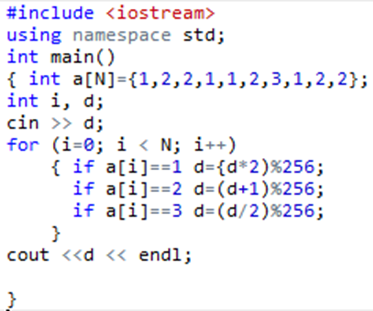 #include <iostream>
using namespace std;
int main()
{ int a[N]={1,2,2,1,1,2,3,1,2,2};
int i, d;
cin >> d;
for (i=0; i < N; i++)
{ if a[i]==1 d={d*2)%256;
if a[i]==2 d=(d+1)%256;
if a[i]==3 d=(d/2)%256;
}
cout <<d << endl;
}